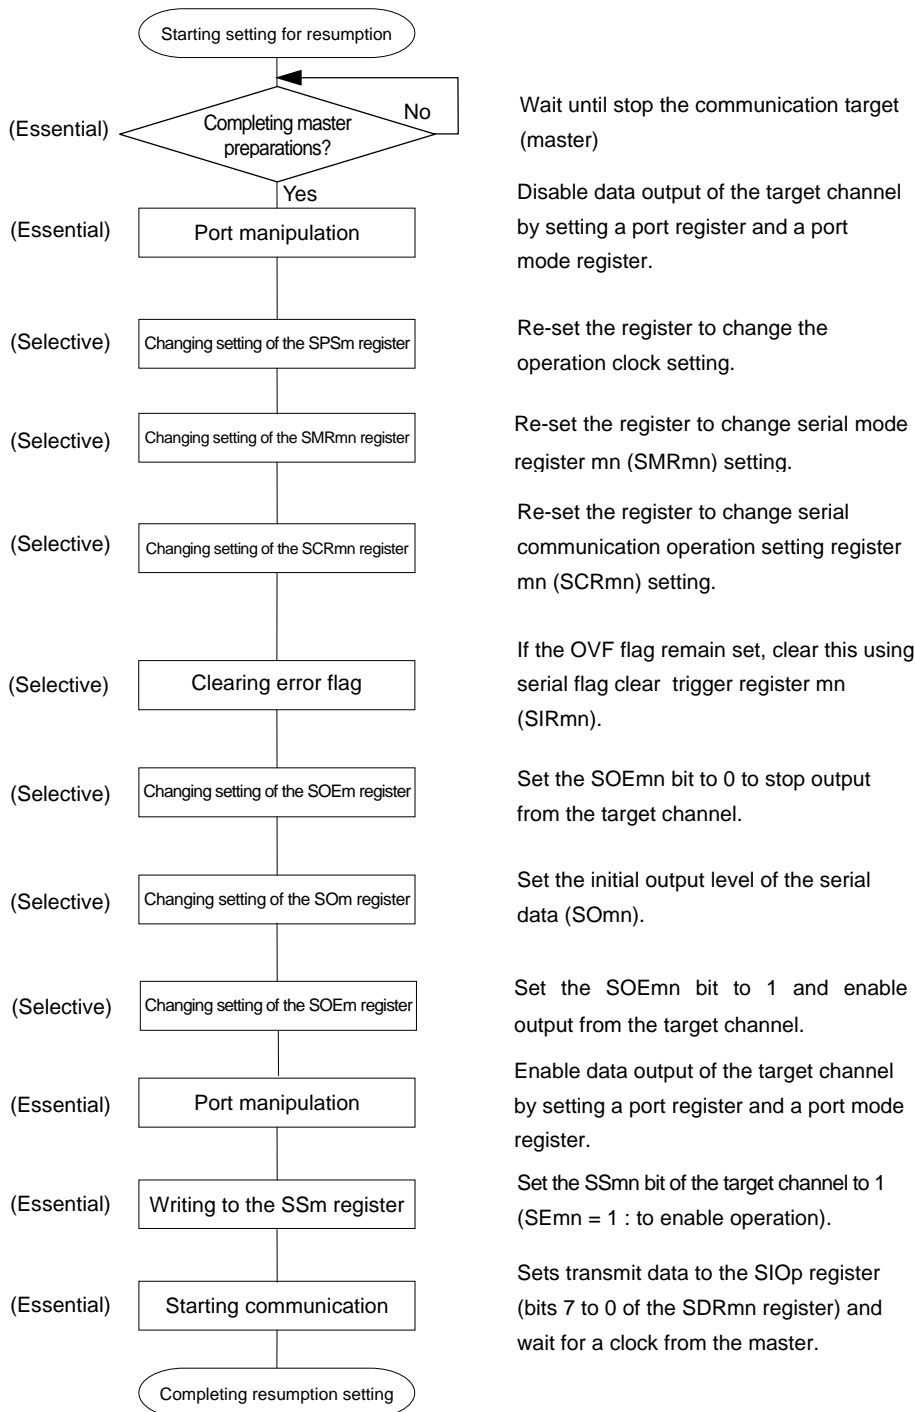 Starting setting for resumption
No
(Essential)
Completing master
preparations?
Wait until stop the communication target
(master)
Yes
(Essential)
Port manipulation
Disable data output of the target channel
by setting a port register and a port
mode register.
(Selective)
Changing setting of the SPSm register
Re-set the register to change the
operation clock setting.
(Selective)
Changing setting of the SMRmn register
Re-set the register to change serial mode
register mn (SMRmn) setting.
(Selective)
Changing setting of the SCRmn register
Re-set the register to change serial
communication operation setting register
mn (SCRmn) setting.
(Selective)
Clearing error flag
If the OVF flag remain set, clear this using
serial flag clear trigger register mn
(SIRmn).
(Selective)
Changing setting of the SOEm register
Set the SOEmn bit to 0 to stop output
from the target channel.
(Selective)
Changing setting of the SOm register
Set the initial output level of the serial
data (SOmn).
(Selective)
Changing setting of the SOEm register
Set the SOEmn bit to 1 and enable
output from the target channel.
(Essential)
Port manipulation
Enable data output of the target channel
by setting a port register and a port mode
register.
(Essential)
Writing to the SSm register
Set the SSmn bit of the target channel to 1
(SEmn = 1 : to enable operation).
(Essential)
Starting communication
Sets transmit data to the SIOp register
(bits 7 to 0 of the SDRmn register) and
wait for a clock from the master.
Completing resumption setting